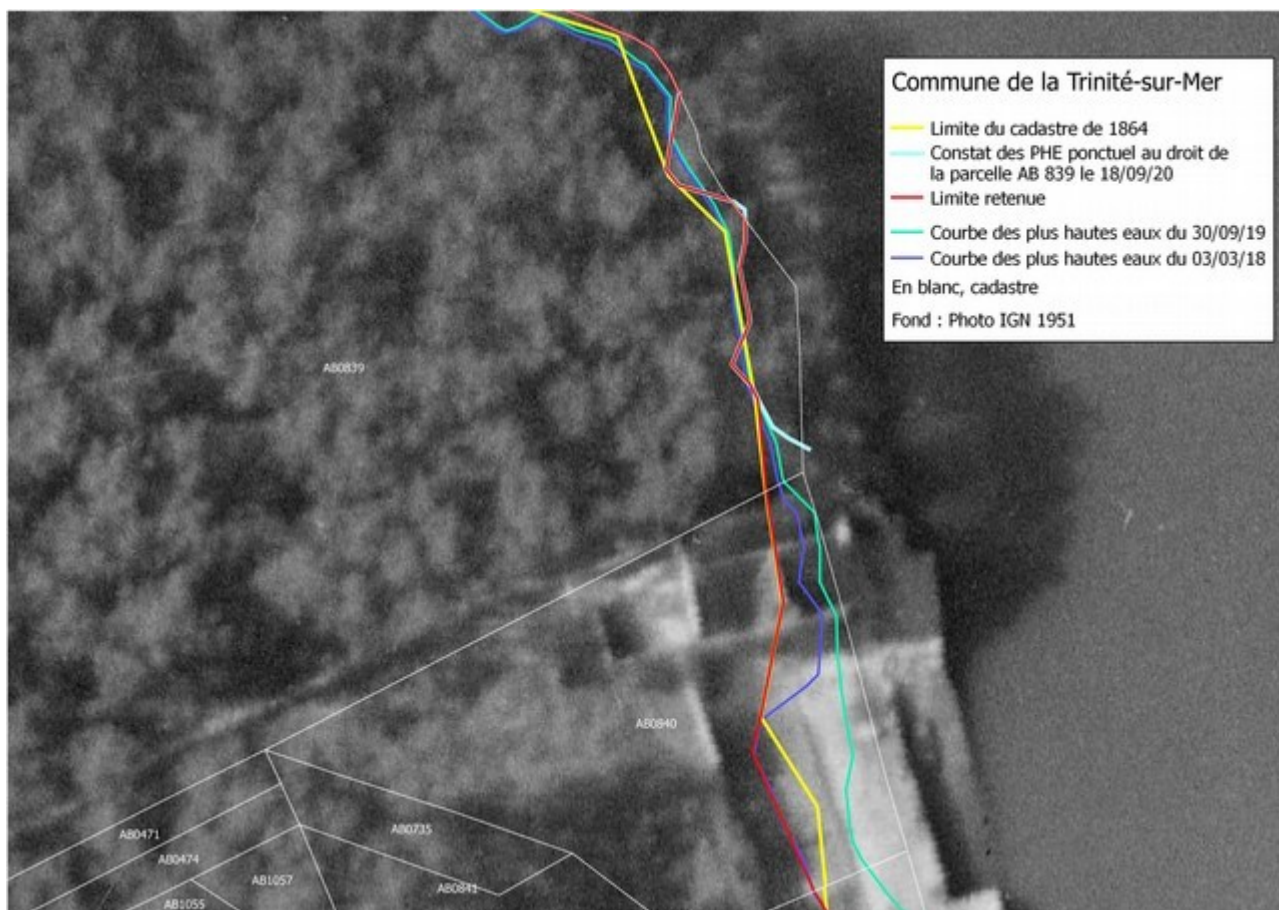 Commune de la Trinité-sur-Mer
Limite du cadastre de 1864
Constat des PHE ponctuel au droit de
la parcelle AB 839 le 18/09/20
Limite retenue
Courbe des plus hautes eaux du 30/09/19
Courbe des plus hautes eaux du 03/03/18
En blanc, cadastre
Fond : Photo IGN 1951
AB0839
AB0840
AB0471
AB0735
AB0474
AB1057
AB0841
AB1055